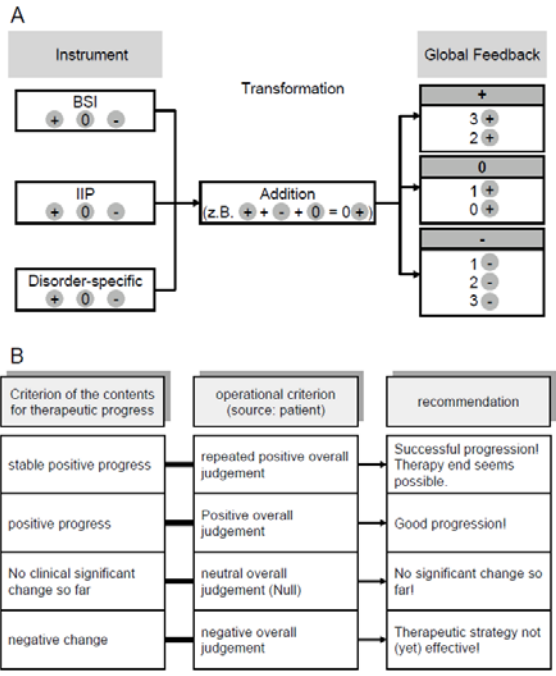 A
Instrument
Global Feedback
Transformation
BSI
+ 0 -
IIP
+ 0 -
Disorder-specific
+ 0 -
Addition
(z.B. + + - + 0 = 0 +)
+
3 +
2 +
0
1 +
0 +
-
1 -
2 -
3 -
B
Criterion of the contents
for therapeutic progress
operational criterion
(source: patient)
recommendation
stable positive progress
repeated positive overall
judgement
Successful progression!
Therapy end seems
possible.
positive progress
Positive overall
judgement
Good progression!
No clinical significant
change so far
neutral overall
judgement (Null)
No significant change so
far!
negative change
negative overall
judgement
Therapeutic strategy not
(yet) effective!